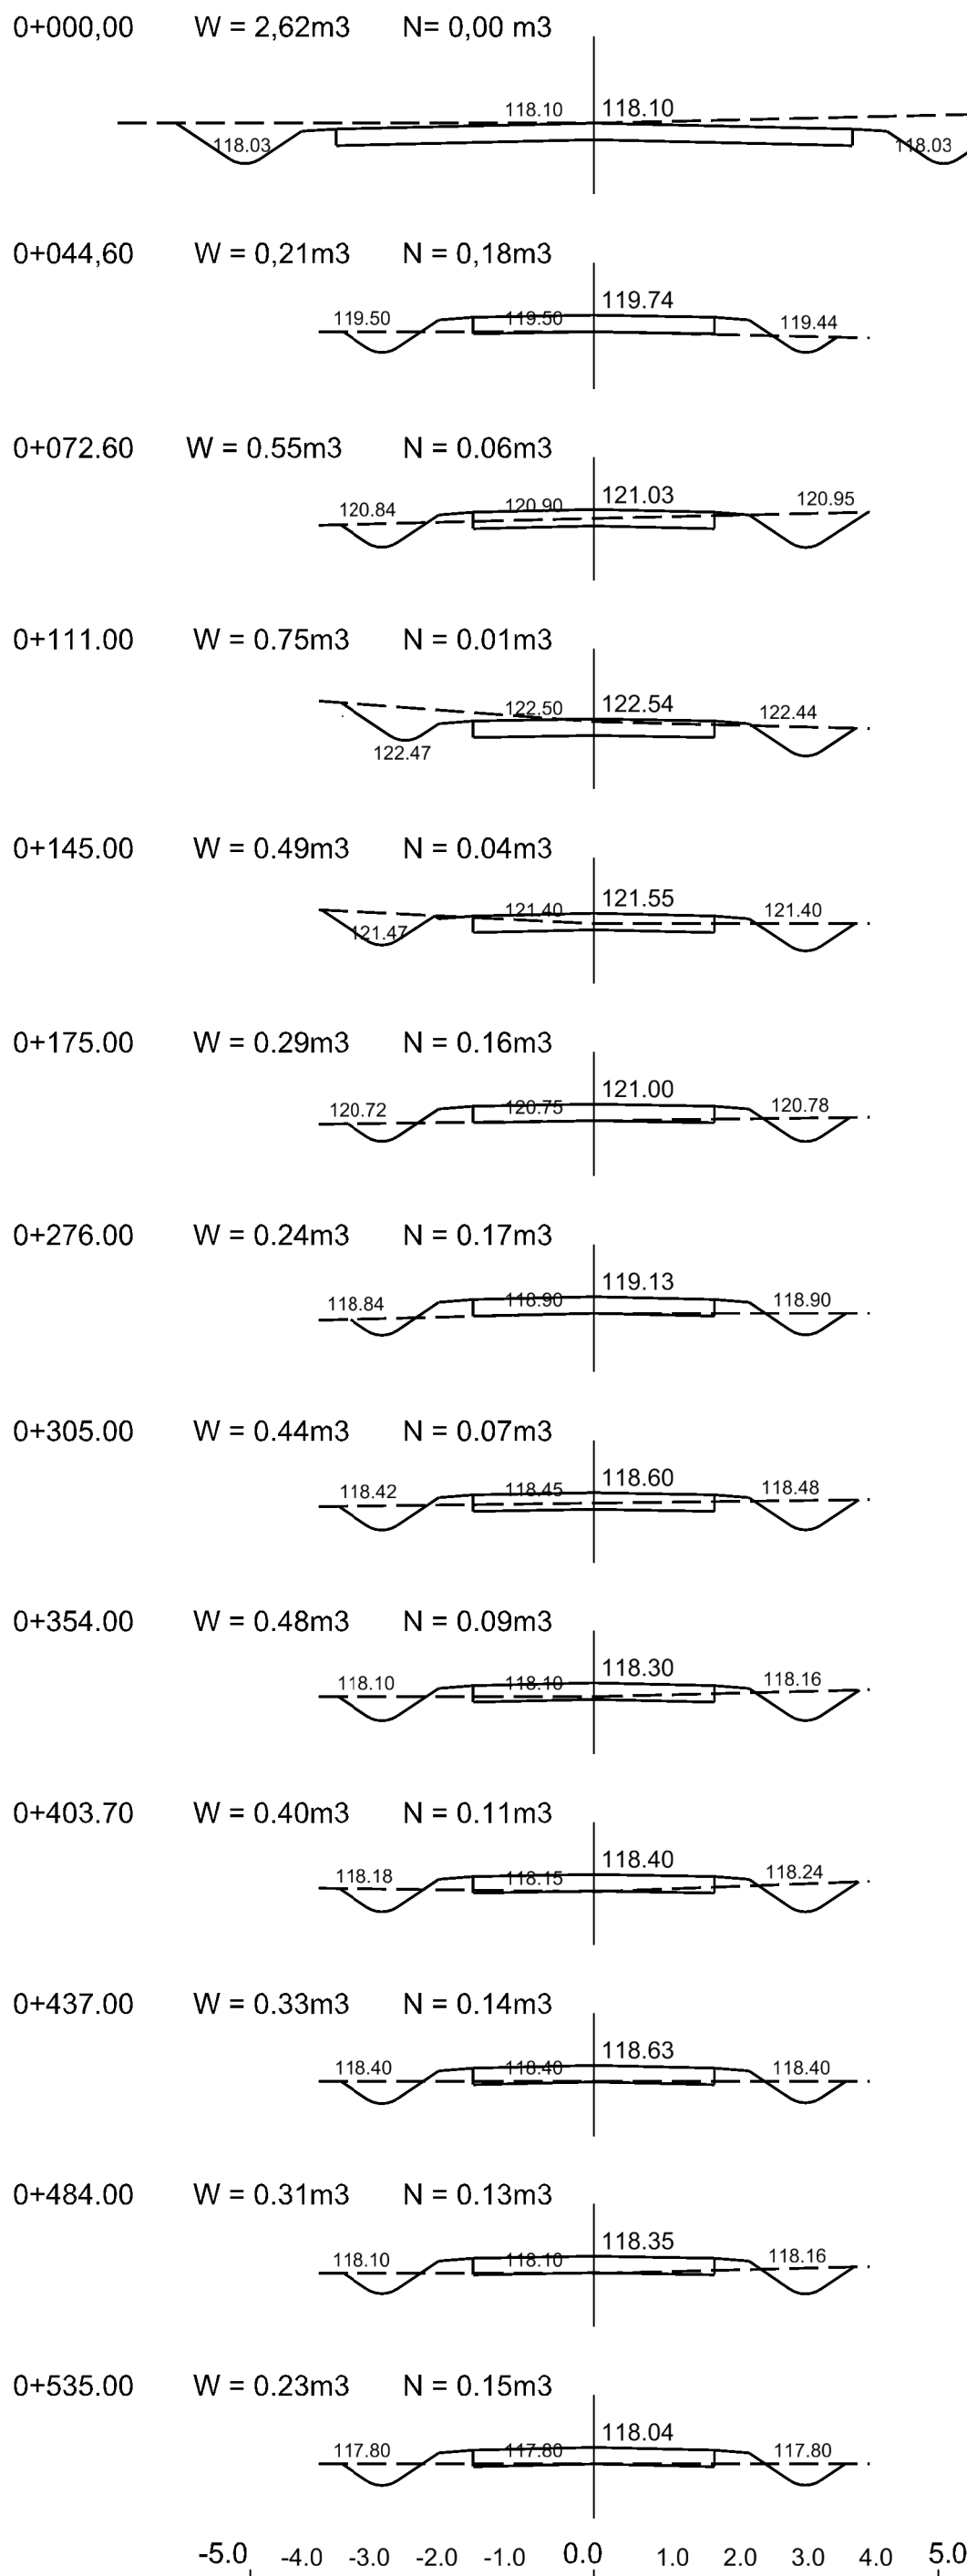 0+000,00 W = 2,62m3 N= 0,00 m3
118.10 118.10
118.03 118.03
0+044,60 W = 0,21m3 N = 0,18m3
119.74
119.50 119.50 119.44
0+072.60 W = 0.55m3 N = 0.06m3
121.03
120.84 120.90 120.95
0+111.00 W = 0.75m3 N = 0.01m3
122.50 122.54 122.44
122.47
0+145.00 W = 0.49m3 N = 0.04m3
121.55
121.40 121.40
121.47
0+175.00 W = 0.29m3 N = 0.16m3
121.00
120.72 120.75 120.78
0+276.00 W = 0.24m3 N = 0.17m3
119.13
118.84 118.90 118.90
0+305.00 W = 0.44m3 N = 0.07m3
118.60
118.42 118.45 118.48
0+354.00 W = 0.48m3 N = 0.09m3
118.30
118.10 118.10 118.16
0+403.70 W = 0.40m3 N = 0.11m3
118.40
118.18 118.15 118.24
0+437.00 W = 0.33m3 N = 0.14m3
118.63
118.40 118.40 118.40
0+484.00 W = 0.31m3 N = 0.13m3
118.35
118.10 118.10 118.16
0+535.00 W = 0.23m3 N = 0.15m3
118.04
117.80 117.80 117.80
-5.0 -4.0 -3.0 -2.0 -1.0 0.0 1.0 2.0 3.0 4.0 5.0